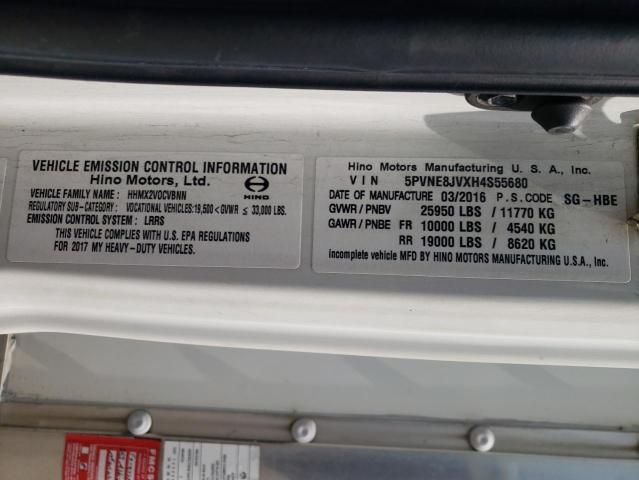 VEHICLE EMISSION CONTROL INFORMATION
Hino Motors, Ltd.
HINO
VEHICLE FAMILY NAME: HHMX2VOCVBNN
REGULATORY SUB-CATEGORY: VOCATIONAL VEHICLES:19,500<GVWR ≤ 33,000 LBS.
EMISSION CONTROL SYSTEM: LRRS
THIS VEHICLE COMPLIES WITH U.S. EPA REGULATIONS
FOR 2017 MY HEAVY-DUTY VEHICLES.
Hino Motors Manufacturing U. S. A., Inc.
VIN 5PVNE8JVXH4S55680
DATE OF MANUFACTURE 03/2016 P.S.CODE SG-HBE
GVWR/PNBV 25950 LBS / 11770 KG
GAWR/PNBE FR 10000 LBS / 4540 KG
RR 19000 LBS / 8620 KG
incomplete vehicle MFD BY HINO MOTORS MANUFACTURING U.S.A., Inc.